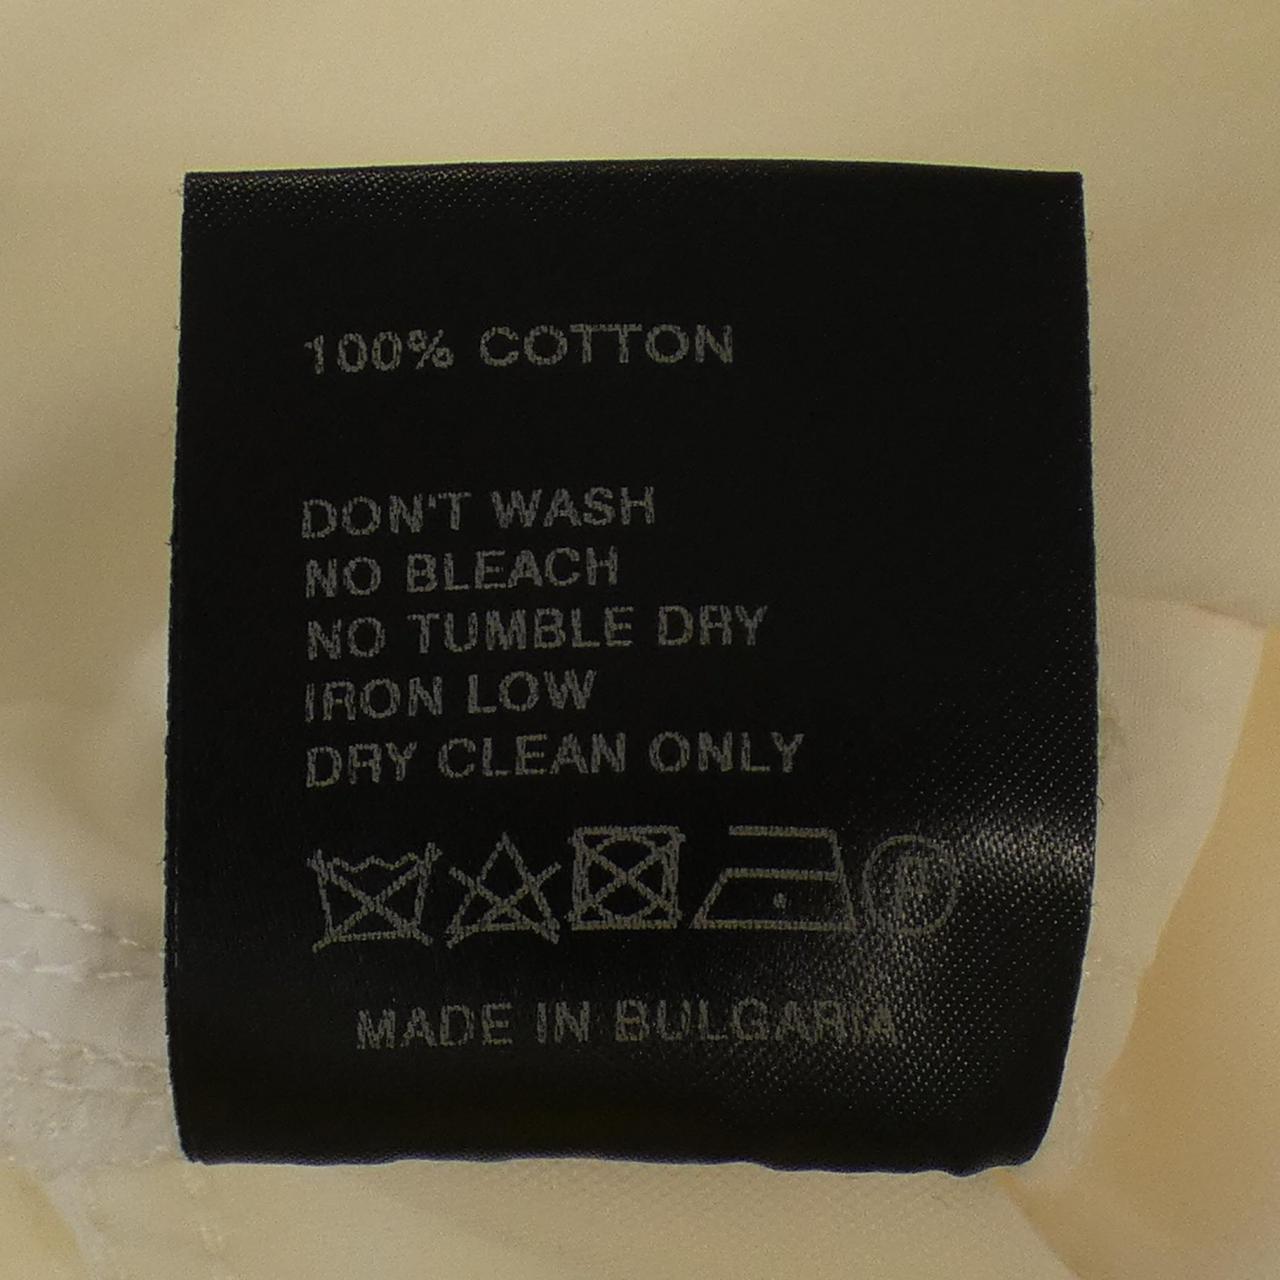 100% COTTON
DON'T WASH
NO BLEACH
NO TUMBLE DRY
IRON LOW
DRY CLEAN ONLY
MADE IN BULGARIA